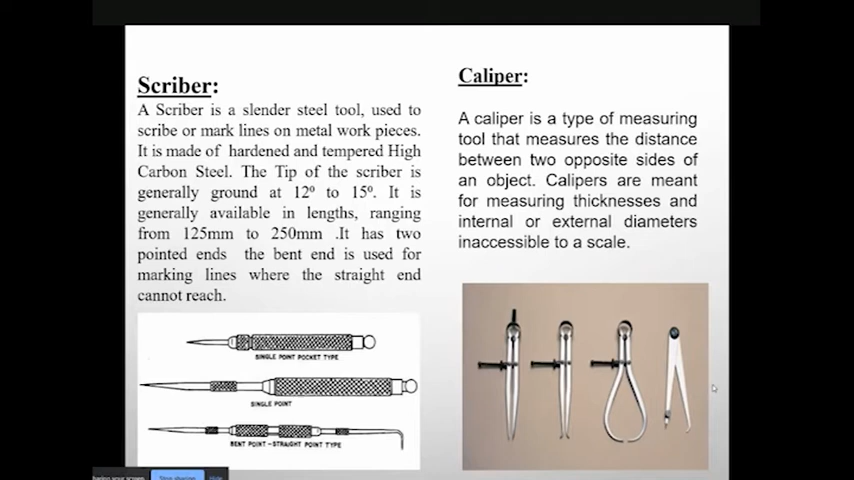 Scriber:
A Scriber is a slender steel tool, used to
scribe or mark lines on metal work pieces.
It is made of hardened and tempered High
Carbon Steel. The Tip of the scriber is
generally ground at 12º to 15º. It is
generally available in lengths, ranging
from 125mm to 250mm .It has two
pointed ends the bent end is used for
marking lines where the straight end
cannot reach.
SINGLE POINT POCKET TYPE
SINGLE POINT
BENT POINT-STRAIGHT POINT TYPE
Caliper:
A caliper is a type of measuring
tool that measures the distance
between two opposite sides of
an object. Calipers are meant
for measuring thicknesses and
internal or external diameters
inaccessible to a scale.
haring your screen
Stop sharing
Hide